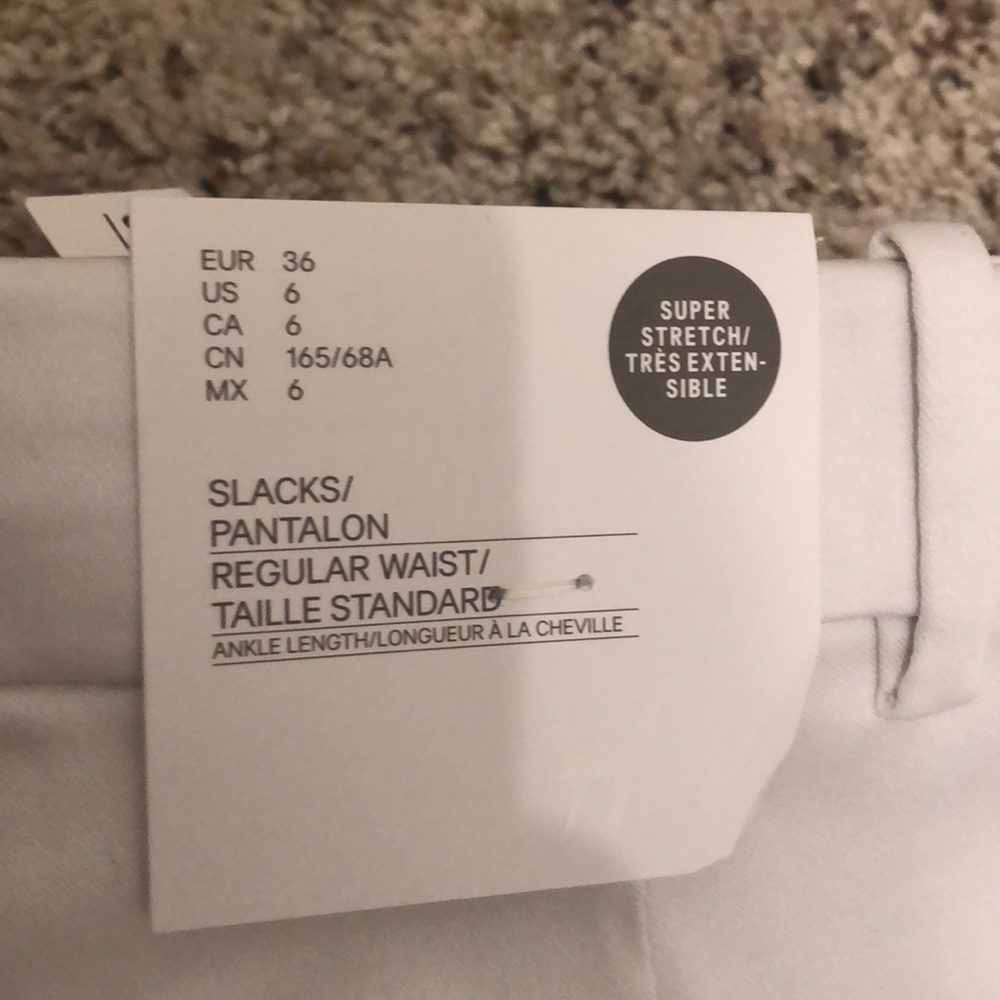 EUR 36
US 6
CA 6
CN 165/68A
MX 6
SUPER
STRETCH/
TRÈS EXTEN-
SIBLE
SLACKS/
PANTALON
REGULAR WAIST/
TAILLE STANDARD
ANKLE LENGTH/LONGUEUR À LA CHEVILLE